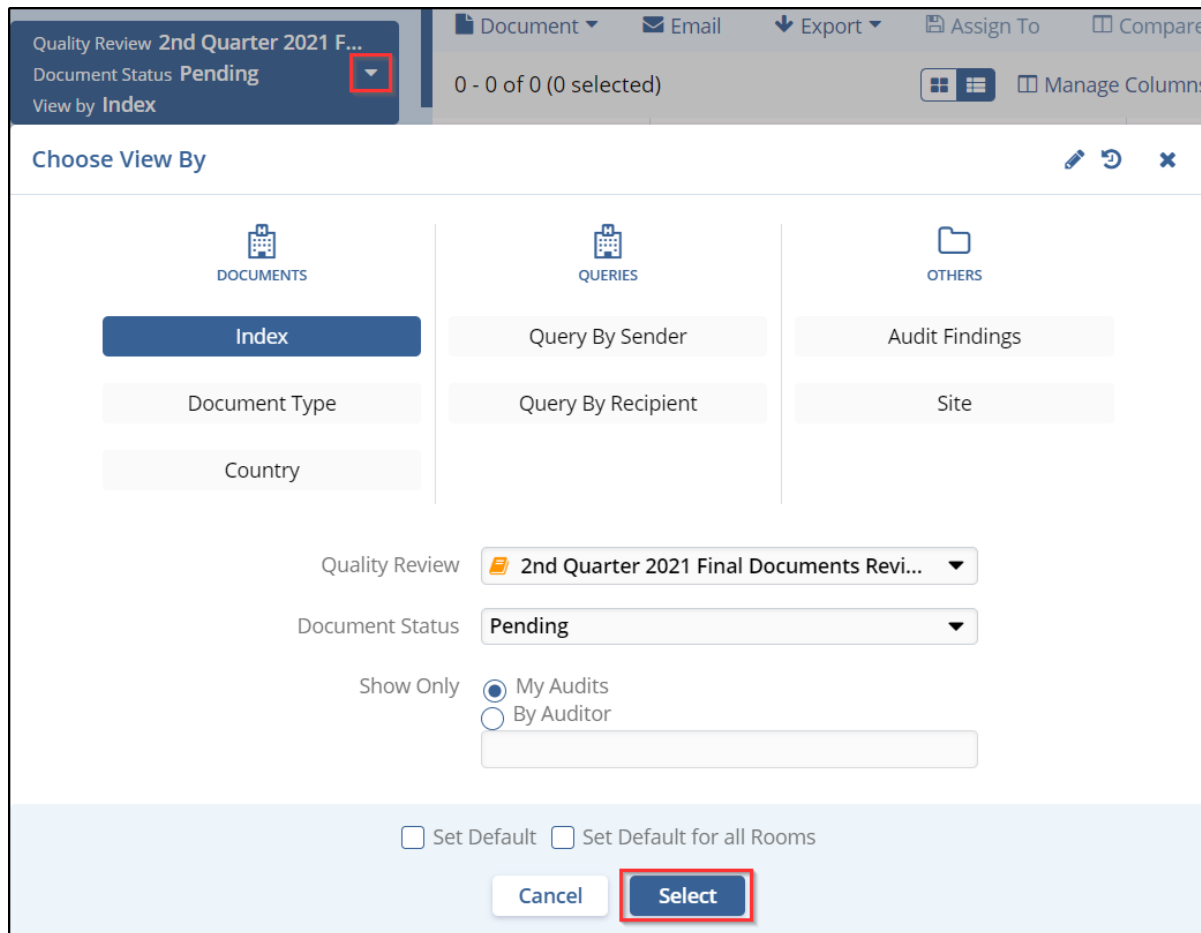 Quality Review 2nd Quarter 2021 F...
Document Status Pending
View by Index
Document Email Export Assign To Compare
0 - 0 of 0 (0 selected) Manage Columns
Choose View By
DOCUMENTS QUERIES OTHERS
Index Query By Sender Audit Findings
Document Type Query By Recipient Site
Country
Quality Review 2nd Quarter 2021 Final Documents Revi...
Document Status Pending
Show Only My Audits
By Auditor
Set Default Set Default for all Rooms
Cancel Select